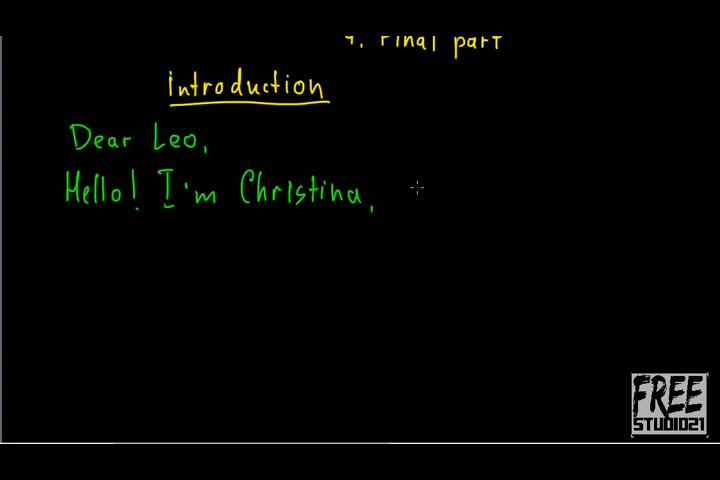 4. Final part
Introduction
Dear Leo,
Hello! I'm Christina,
FREE
STUDIO21